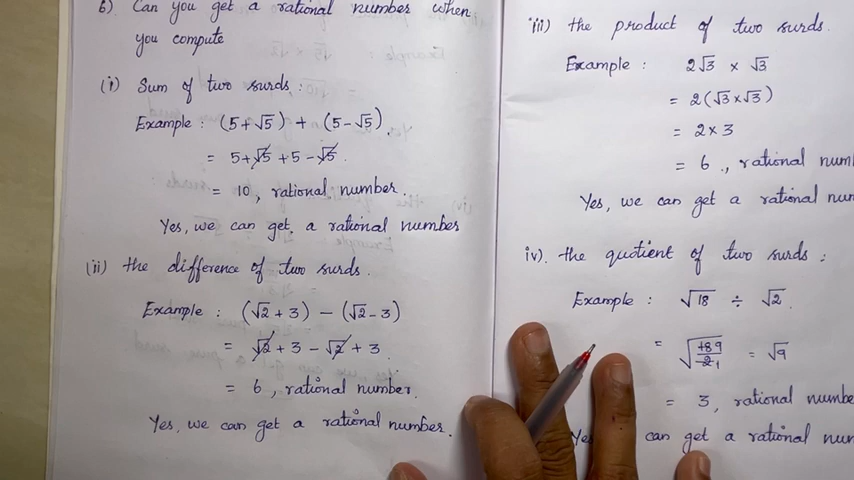 6) Can you get a rational number when
you compute
(i) Sum of two surds :
Example : (5+√5) + (5-√5).
= 5+√5 +5 -√5.
= 10, rational number.
Yes, we can get a rational number
(ii) the difference of two surds.
Example : (√2 + 3) - (√2 - 3)
= √2 + 3 - √2 + 3.
= 6, rational number.
Yes, we can get a rational number.
iii) the product of two surds.
Example : 2√3 × √3
= 2(√3×√3)
= 2×3
= 6 ., rational num
Yes, we can get a rational num
iv). the quotient of two surds :
Example : √18 ÷ √2.
= √(18 9/2 1) = √9
= 3, rational numbe
Yes can get a rational num